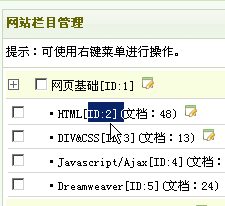 网站栏目管理
提示：可使用右键菜单进行操作。
网页基础[ID:1]
• HTML[ID:2](文档：48)
• DIV&CSS[ID:3](文档：13)
• Javascript/Ajax[ID:4](文档：
• Dreamweaver[ID:5](文档：24)